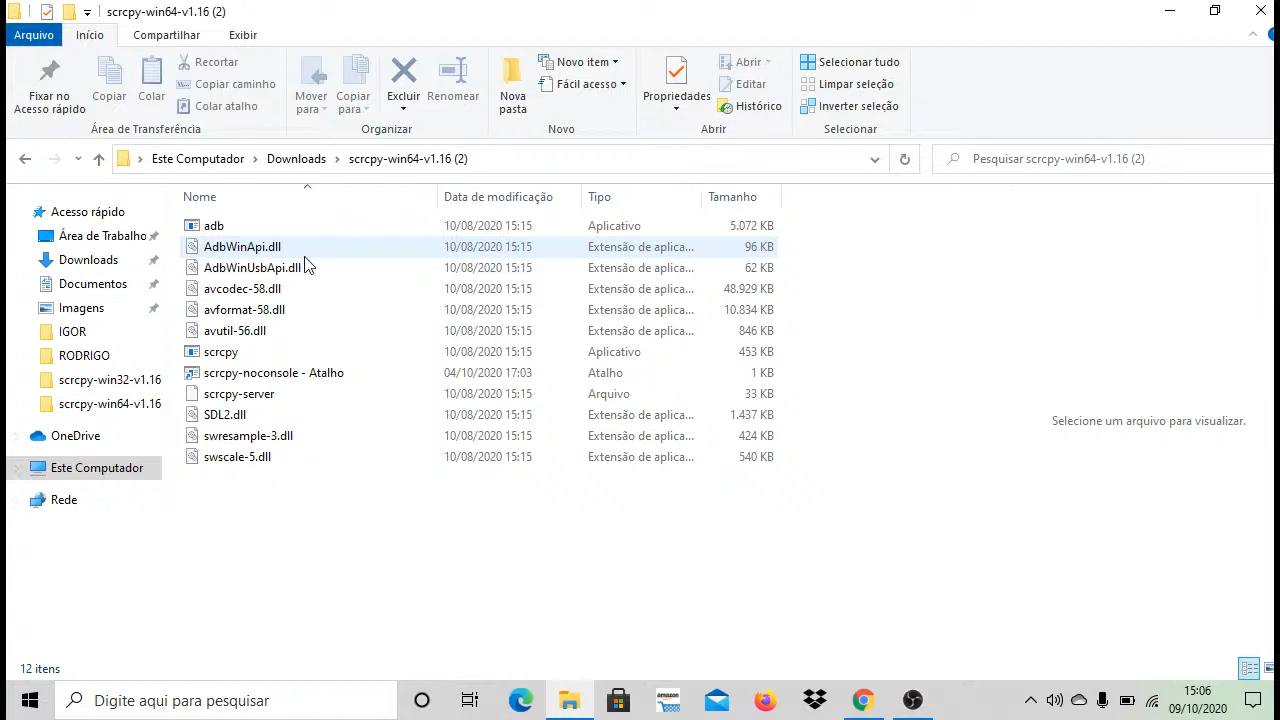 scrcpy-win64-v1.16 (2)
Arquivo Início Compartilhar Exibir
Fixar no Acesso rápido
Copiar
Colar
Recortar
Copiar caminho
Colar atalho
Área de Transferência
Mover para
Copiar para
Excluir
Renomear
Organizar
Nova pasta
Novo item
Fácil acesso
Novo
Propriedades
Abrir
Editar
Histórico
Abrir
Selecionar tudo
Limpar seleção
Inverter seleção
Selecionar
Este Computador Downloads scrcpy-win64-v1.16 (2)
Pesquisar scrcpy-win64-v1.16 (2)
Acesso rápido
Área de Trabalho
Downloads
Documentos
Imagens
IGOR
RODRIGO
scrcpy-win32-v1.16
scrcpy-win64-v1.16
OneDrive
Este Computador
Rede
Nome Data de modificação Tipo Tamanho
adb 10/08/2020 15:15 Aplicativo 5.072 KB
AdbWinApi.dll 10/08/2020 15:15 Extensão de aplica... 96 KB
AdbWinUsbApi.dll 10/08/2020 15:15 Extensão de aplica... 62 KB
avcodec-58.dll 10/08/2020 15:15 Extensão de aplica... 48.929 KB
avformat-58.dll 10/08/2020 15:15 Extensão de aplica... 10.834 KB
avutil-56.dll 10/08/2020 15:15 Extensão de aplica... 846 KB
scrcpy 10/08/2020 15:15 Aplicativo 453 KB
scrcpy-noconsole - Atalho 04/10/2020 17:03 Atalho 1 KB
scrcpy-server 10/08/2020 15:15 Arquivo 33 KB
SDL2.dll 10/08/2020 15:15 Extensão de aplica... 1.437 KB
swresample-3.dll 10/08/2020 15:15 Extensão de aplica... 424 KB
swscale-5.dll 10/08/2020 15:15 Extensão de aplica... 540 KB
Selecione um arquivo para visualizar.
12 itens
Digite aqui para pesquisar
amazon
15:06
09/10/2020